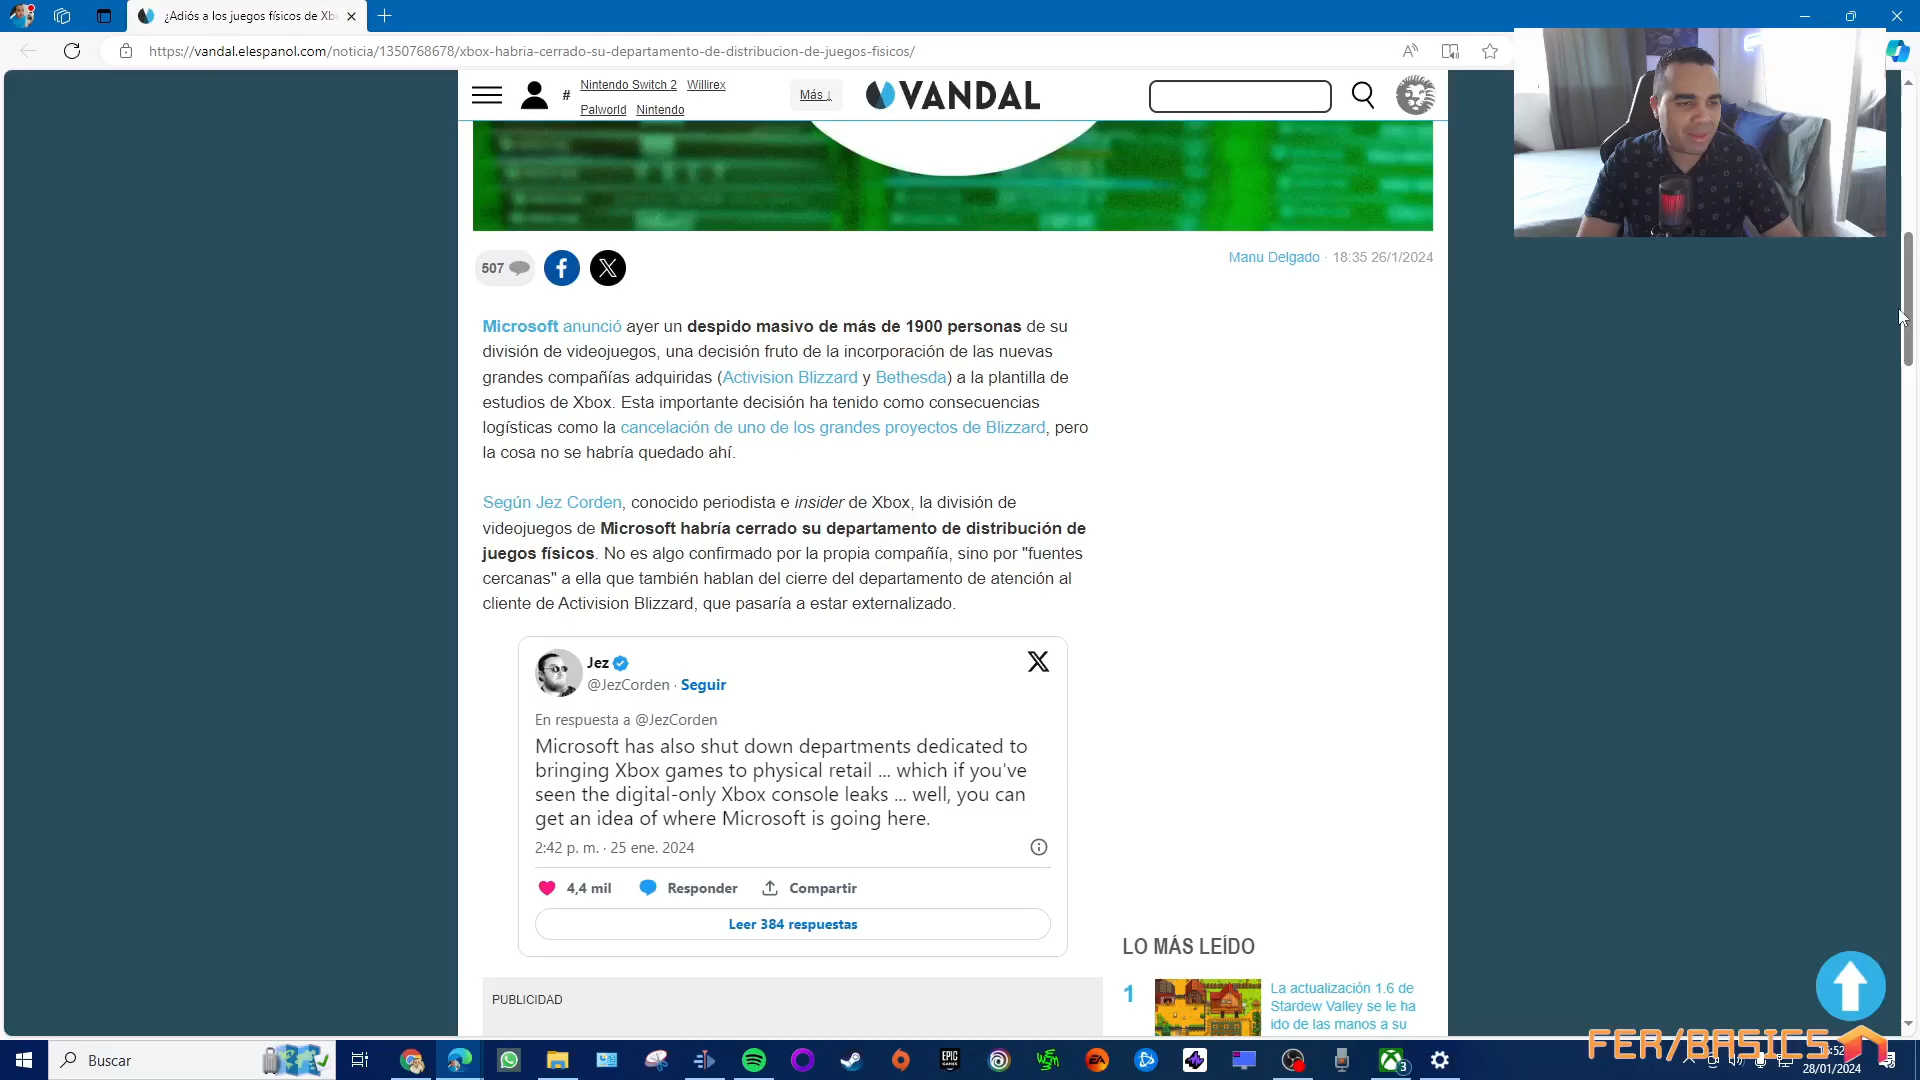 ¿Adiós a los juegos físicos de Xb
https://vandal.elespanol.com/noticia/1350768678/xbox-habria-cerrado-su-departamento-de-distribucion-de-juegos-fisicos/
# Nintendo Switch 2 Willirex
Palworld Nintendo
Más ↓
VANDAL
507
Manu Delgado · 18:35 26/1/2024
Microsoft anunció ayer un despido masivo de más de 1900 personas de su
división de videojuegos, una decisión fruto de la incorporación de las nuevas
grandes compañías adquiridas (Activision Blizzard y Bethesda) a la plantilla de
estudios de Xbox. Esta importante decisión ha tenido como consecuencias
logísticas como la cancelación de uno de los grandes proyectos de Blizzard, pero
la cosa no se habría quedado ahí.
Según Jez Corden, conocido periodista e insider de Xbox, la división de
videojuegos de Microsoft habría cerrado su departamento de distribución de
juegos físicos. No es algo confirmado por la propia compañía, sino por "fuentes
cercanas" a ella que también hablan del cierre del departamento de atención al
cliente de Activision Blizzard, que pasaría a estar externalizado.
Jez
@JezCorden · Seguir
En respuesta a @JezCorden
Microsoft has also shut down departments dedicated to
bringing Xbox games to physical retail ... which if you've
seen the digital-only Xbox console leaks ... well, you can
get an idea of where Microsoft is going here.
2:42 p. m. · 25 ene. 2024
4,4 mil Responder Compartir
Leer 384 respuestas
PUBLICIDAD
LO MÁS LEÍDO
1
La actualización 1.6 de
Stardew Valley se le ha
ido de las manos a su
FER/BASICS
Buscar
EPIC
GAMES
EA
3
:52
28/01/2024